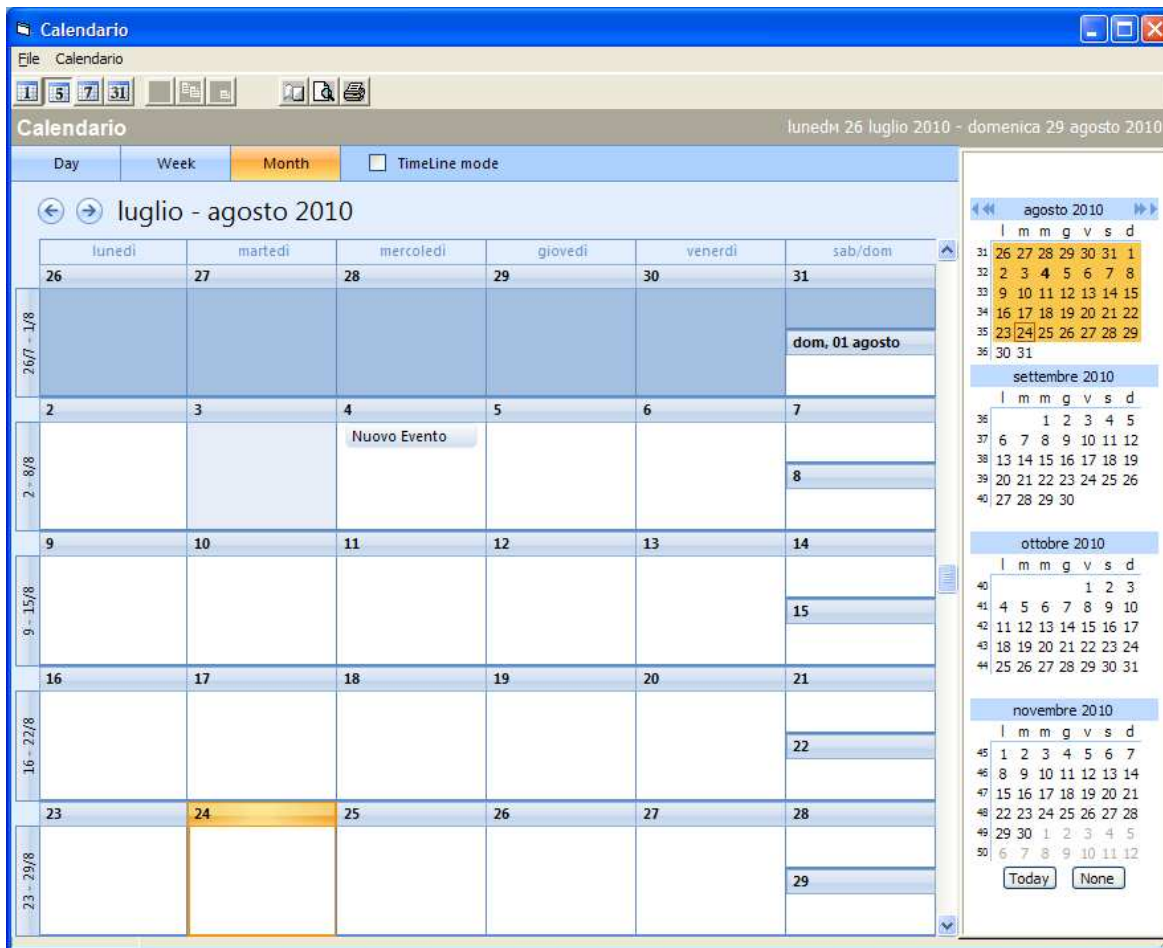 Calendario
File Calendario
1 5 7 31
Calendario lunedм 26 luglio 2010 - domenica 29 agosto 2010
Day Week Month TimeLine mode
luglio - agosto 2010
lunedì martedì mercoledì giovedì venerdì sab/dom
26/7 - 1/8
26 27 28 29 30 31
dom, 01 agosto
2 - 8/8
2 3 4 5 6 7
Nuovo Evento
8
9 - 15/8
9 10 11 12 13 14
15
16 - 22/8
16 17 18 19 20 21
22
23 - 29/8
23 24 25 26 27 28
29
agosto 2010
l m m g v s d
31 26 27 28 29 30 31 1
32 2 3 4 5 6 7 8
33 9 10 11 12 13 14 15
34 16 17 18 19 20 21 22
35 23 24 25 26 27 28 29
36 30 31
settembre 2010
l m m g v s d
36 1 2 3 4 5
37 6 7 8 9 10 11 12
38 13 14 15 16 17 18 19
39 20 21 22 23 24 25 26
40 27 28 29 30
ottobre 2010
l m m g v s d
40 1 2 3
41 4 5 6 7 8 9 10
42 11 12 13 14 15 16 17
43 18 19 20 21 22 23 24
44 25 26 27 28 29 30 31
novembre 2010
l m m g v s d
45 1 2 3 4 5 6 7
46 8 9 10 11 12 13 14
47 15 16 17 18 19 20 21
48 22 23 24 25 26 27 28
49 29 30 1 2 3 4 5
50 6 7 8 9 10 11 12
Today None